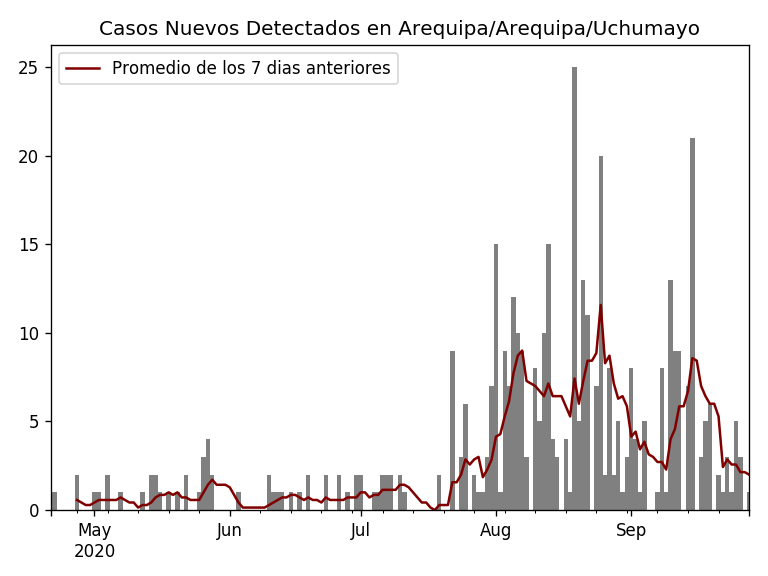 Casos Nuevos Detectados en Arequipa/Arequipa/Uchumayo
Promedio de los 7 dias anteriores
25
20
15
10
5
0
May Jun Jul Aug Sep
2020